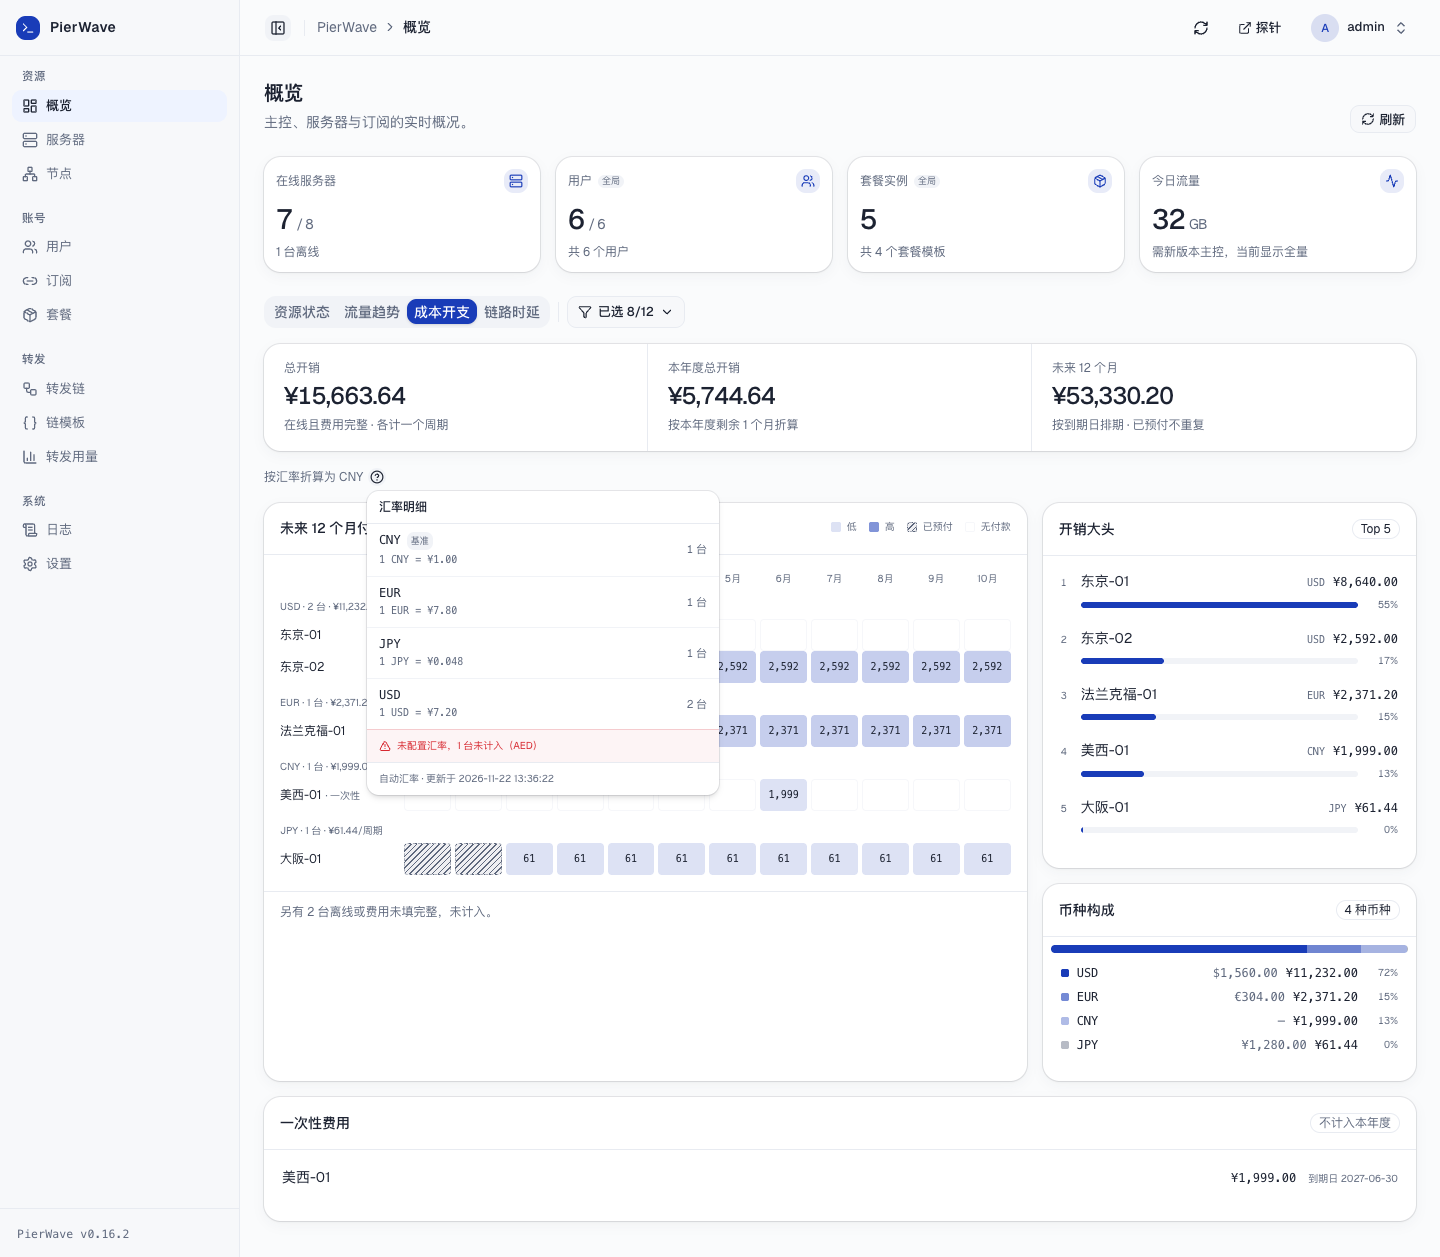 PierWave
PierWave > 概览
探针
A admin
资源
概览
服务器
节点
账号
用户
订阅
套餐
转发
转发链
链模板
转发用量
系统
日志
设置
PierWave v0.16.2
概览
主控、服务器与订阅的实时概况。
刷新
在线服务器
7 / 8
1 台离线
用户 全局
6 / 6
共 6 个用户
套餐实例 全局
5
共 4 个套餐模板
今日流量
32 GB
需新版本主控，当前显示全量
资源状态 流量趋势 成本开支 链路时延
已选 8/12
总开销
¥15,663.64
在线且费用完整 · 各计一个周期
本年度总开销
¥5,744.64
按本年度剩余 1 个月折算
未来 12 个月
¥53,330.20
按到期日排期 · 已预付不重复
按汇率折算为 CNY
汇率明细
CNY 基准
1 CNY = ¥1.00
1 台
EUR
1 EUR = ¥7.80
1 台
JPY
1 JPY = ¥0.048
1 台
USD
1 USD = ¥7.20
2 台
未配置汇率，1 台未计入（AED）
自动汇率 · 更新于 2026-11-22 13:36:22
未来 12 个月
低 高 已预付 无付款
5月 6月 7月 8月 9月 10月
USD · 2 台 · ¥11,232
东京-01
东京-02 2,592 2,592 2,592 2,592 2,592 2,592
EUR · 1 台 · ¥2,371.2
法兰克福-01 2,371 2,371 2,371 2,371 2,371 2,371
CNY · 1 台 · ¥1,999.0
美西-01 · 一次性 1,999
JPY · 1 台 · ¥61.44/周期
大阪-01 61 61 61 61 61 61 61 61 61 61
另有 2 台离线或费用未填完整，未计入。
开销大头 Top 5
1 东京-01 USD ¥8,640.00
55%
2 东京-02 USD ¥2,592.00
17%
3 法兰克福-01 EUR ¥2,371.20
15%
4 美西-01 CNY ¥1,999.00
13%
5 大阪-01 JPY ¥61.44
0%
币种构成 4 种币种
USD $1,560.00 ¥11,232.00 72%
EUR €304.00 ¥2,371.20 15%
CNY — ¥1,999.00 13%
JPY ¥1,280.00 ¥61.44 0%
一次性费用 不计入本年度
美西-01 ¥1,999.00 到期日 2027-06-30